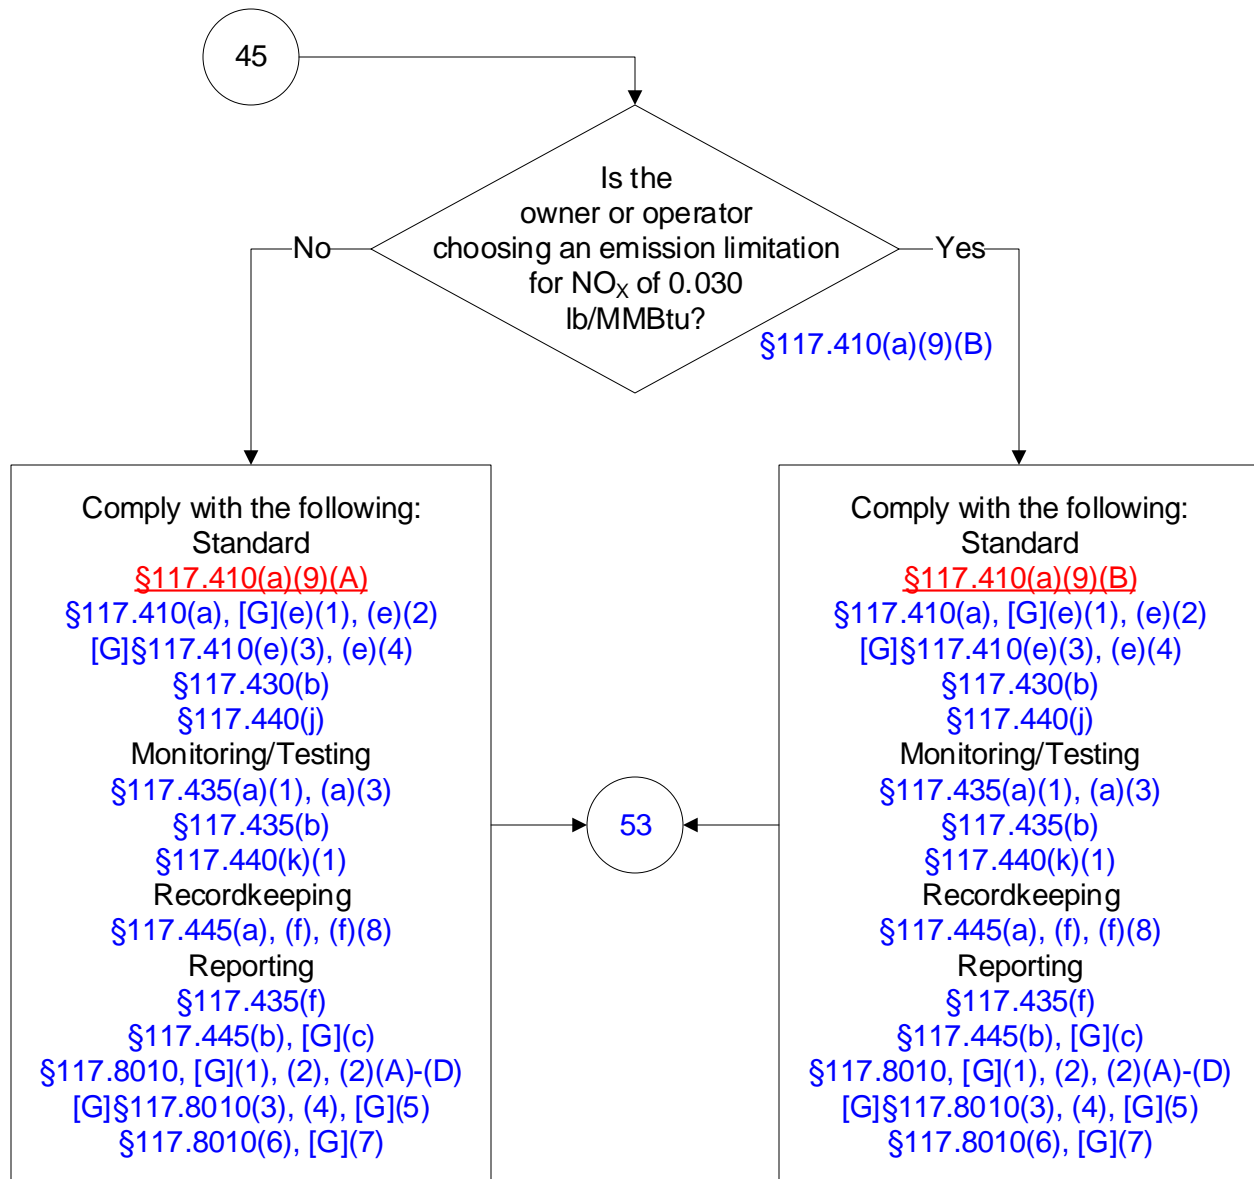 45
Is the
owner or operator
choosing an emission limitation
for NOX of 0.030
lb/MMBtu?
No
Yes
§117.410(a)(9)(B)
Comply with the following:
Standard
§117.410(a)(9)(A)
§117.410(a), [G](e)(1), (e)(2)
[G]§117.410(e)(3), (e)(4)
§117.430(b)
§117.440(j)
Monitoring/Testing
§117.435(a)(1), (a)(3)
§117.435(b)
§117.440(k)(1)
Recordkeeping
§117.445(a), (f), (f)(8)
Reporting
§117.435(f)
§117.445(b), [G](c)
§117.8010, [G](1), (2), (2)(A)-(D)
[G]§117.8010(3), (4), [G](5)
§117.8010(6), [G](7)
53
Comply with the following:
Standard
§117.410(a)(9)(B)
§117.410(a), [G](e)(1), (e)(2)
[G]§117.410(e)(3), (e)(4)
§117.430(b)
§117.440(j)
Monitoring/Testing
§117.435(a)(1), (a)(3)
§117.435(b)
§117.440(k)(1)
Recordkeeping
§117.445(a), (f), (f)(8)
Reporting
§117.435(f)
§117.445(b), [G](c)
§117.8010, [G](1), (2), (2)(A)-(D)
[G]§117.8010(3), (4), [G](5)
§117.8010(6), [G](7)